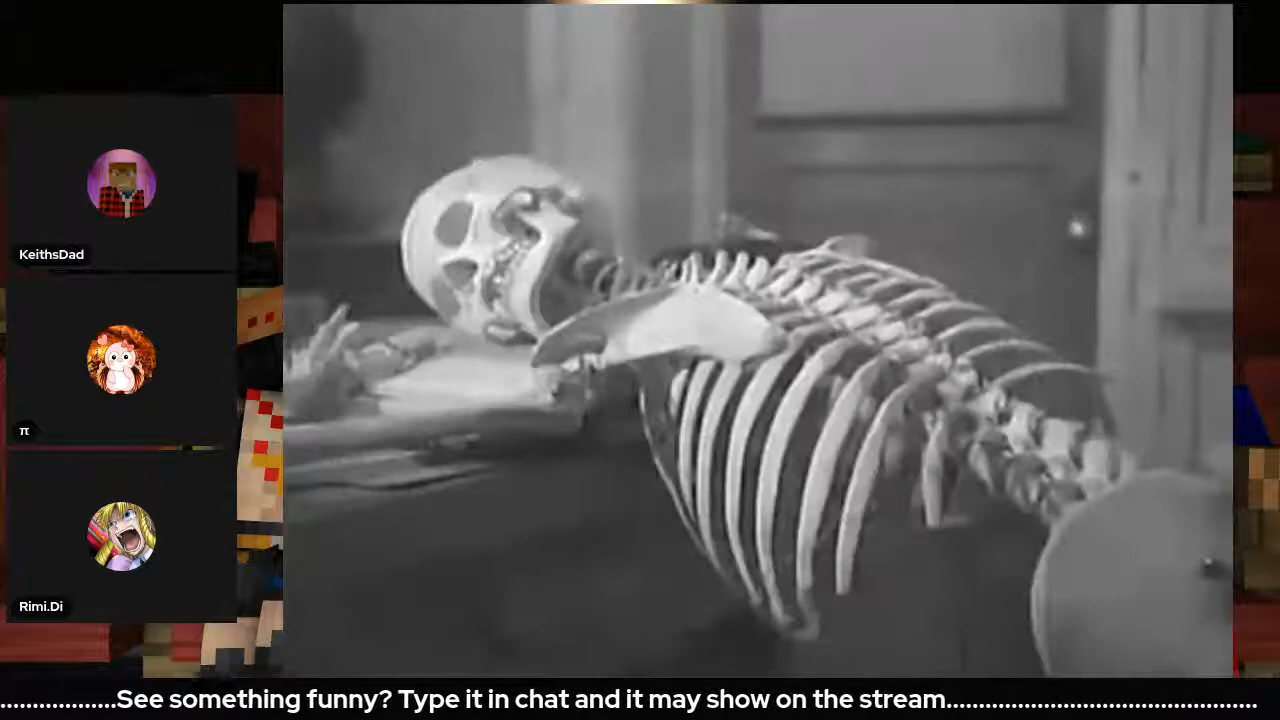 KeithsDad
π
Rimi.Di
..................See something funny? Type it in chat and it may show on the stream................................................